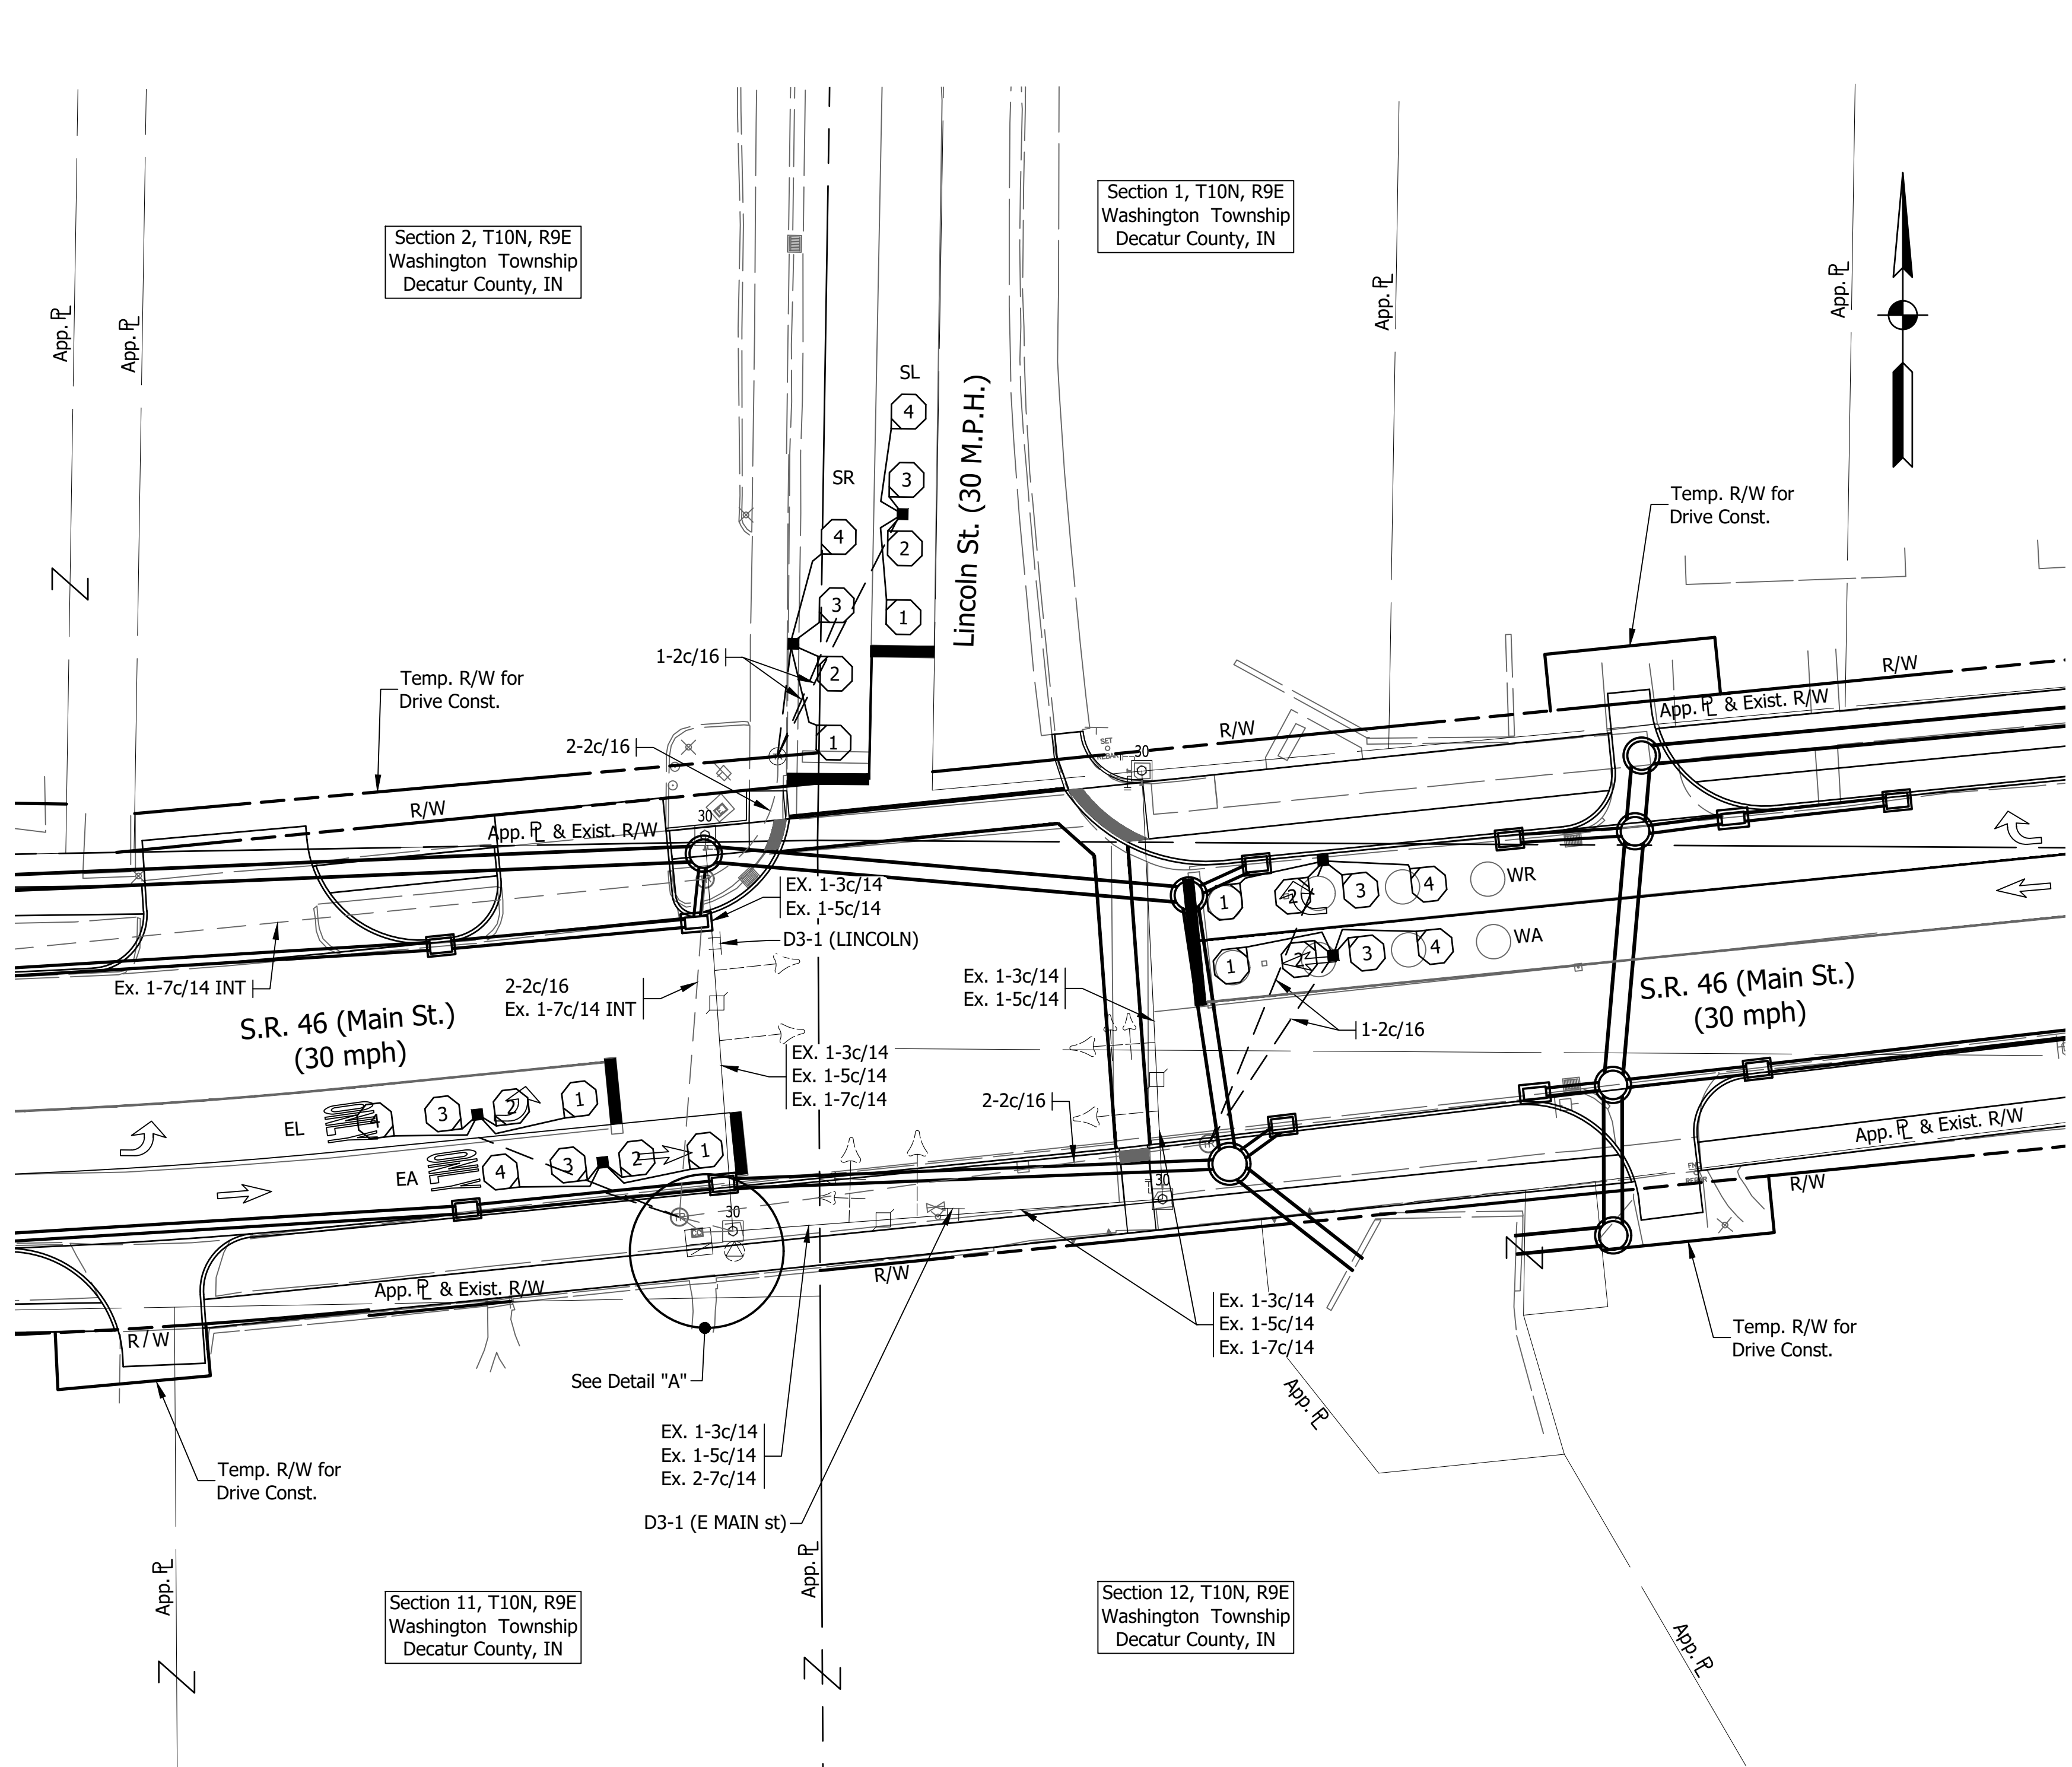 Section 1, T10N, R9E
Washington Township
Decatur County, IN
Section 2, T10N, R9E
Washington Township
Decatur County, IN
App. PL
App. PL
App. PL
App. PL
SL
4
3
2
1
SR
4
3
2
1
Lincoln St. (30 M.P.H.)
Temp. R/W for
Drive Const.
1-2c/16
Temp. R/W for
Drive Const.
R/W
App. PL & Exist. R/W
R/W
2-2c/16
SET
REBAR
30
R/W
App. PL & Exist. R/W
30
EX. 1-3c/14
Ex. 1-5c/14
D3-1 (LINCOLN)
1
2
3
4
WR
1
2
3
4
WA
Ex. 1-7c/14 INT
2-2c/16
Ex. 1-7c/14 INT
Ex. 1-3c/14
Ex. 1-5c/14
S.R. 46 (Main St.)
(30 mph)
S.R. 46 (Main St.)
(30 mph)
1-2c/16
EX. 1-3c/14
Ex. 1-5c/14
Ex. 1-7c/14
2-2c/16
EL
4
3
2
1
EA
4
3
2
1
App. PL & Exist. R/W
R/W
30
30
R/W
App. PL & Exist. R/W
R/W
Ex. 1-3c/14
Ex. 1-5c/14
Ex. 1-7c/14
Temp. R/W for
Drive Const.
See Detail "A"
App. PL
EX. 1-3c/14
Ex. 1-5c/14
Ex. 2-7c/14
Temp. R/W for
Drive Const.
D3-1 (E MAIN st)
App. PL
App. PL
Section 11, T10N, R9E
Washington Township
Decatur County, IN
Section 12, T10N, R9E
Washington Township
Decatur County, IN
App. PL